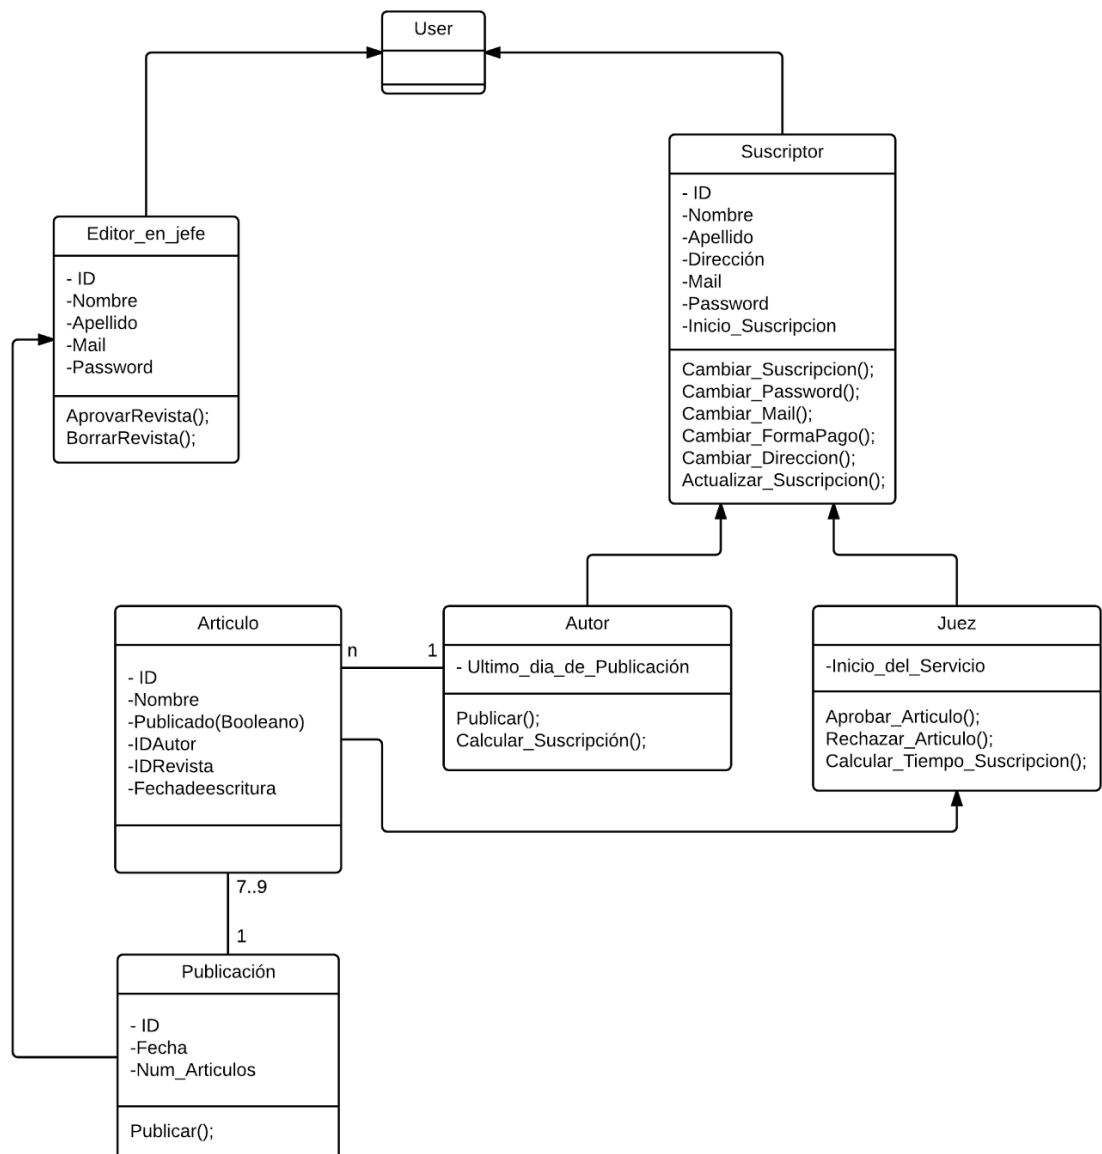 User
Suscriptor
- ID
-Nombre
-Apellido
-Dirección
-Mail
-Password
-Inicio_Suscripcion
Cambiar_Suscripcion();
Cambiar_Password();
Cambiar_Mail();
Cambiar_FormaPago();
Cambiar_Direccion();
Actualizar_Suscripcion();
Editor_en_jefe
- ID
-Nombre
-Apellido
-Mail
-Password
AprovarRevista();
BorrarRevista();
Articulo
- ID
-Nombre
-Publicado(Booleano)
-IDAutor
-IDRevista
-Fechadeescritura
n
1
Autor
- Ultimo_dia_de_Publicación
Publicar();
Calcular_Suscripción();
Juez
-Inicio_del_Servicio
Aprobar_Articulo();
Rechazar_Articulo();
Calcular_Tiempo_Suscripcion();
7..9
1
Publicación
- ID
-Fecha
-Num_Articulos
Publicar();